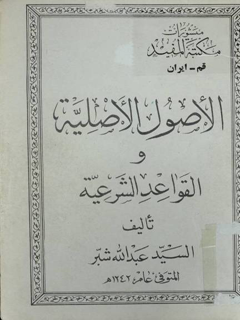 منشورات
مكتبة المفيد
قم - ايران
الأصول الأصلية
و
القواعد الشرعية
تأليف
السيد عبدالله شبر
المتوفى عام ١٢٤٢ هـ